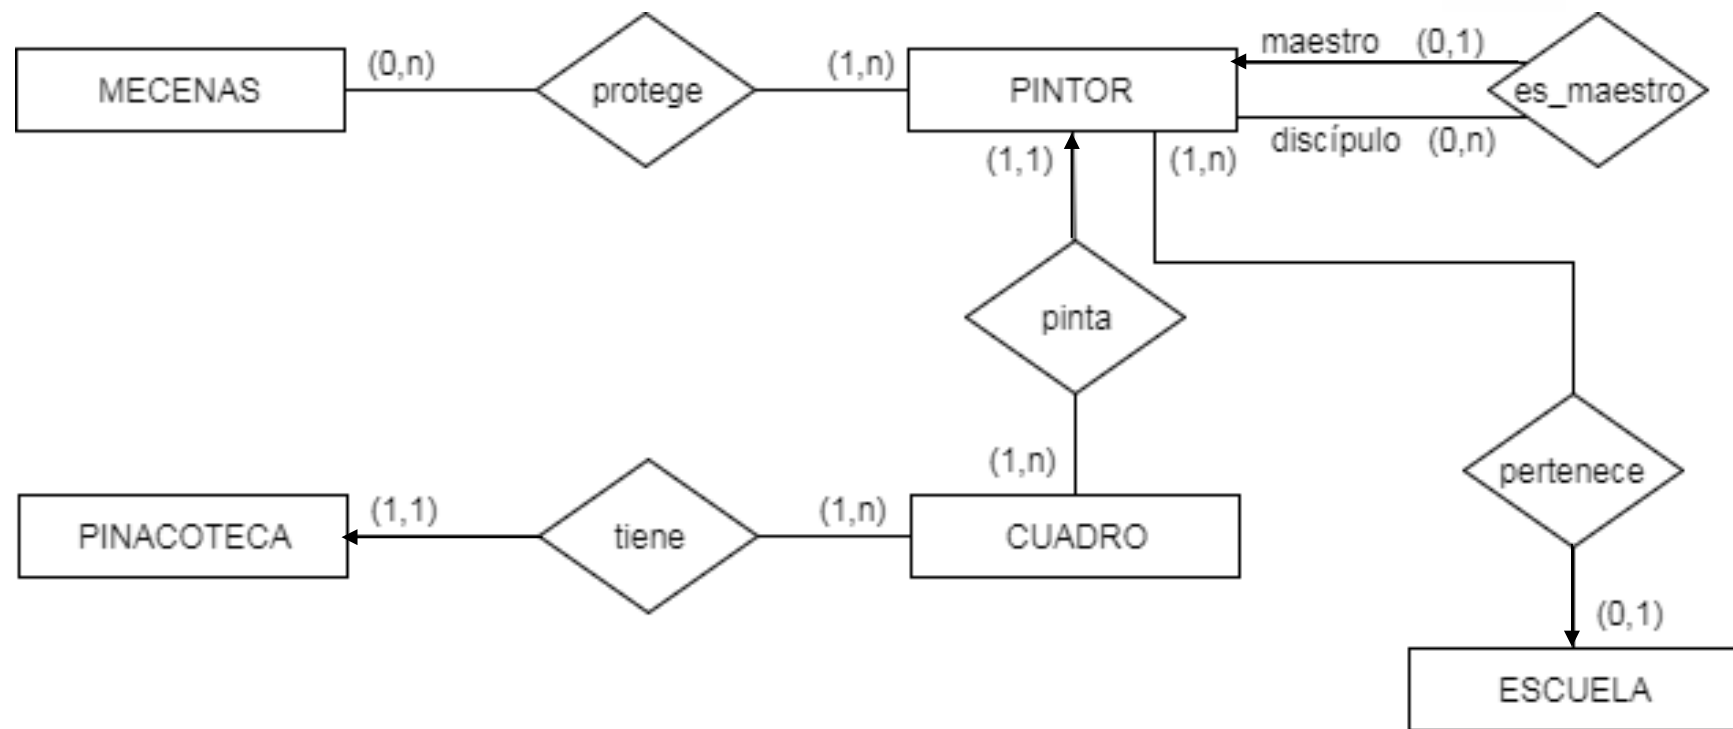 maestro (0,1)
MECENAS (0,n) protege (1,n) PINTOR es_maestro
discípulo (0,n)
(1,1) (1,n)
pinta
(1,n)
pertenece
PINACOTECA (1,1) tiene (1,n) CUADRO
(0,1)
ESCUELA